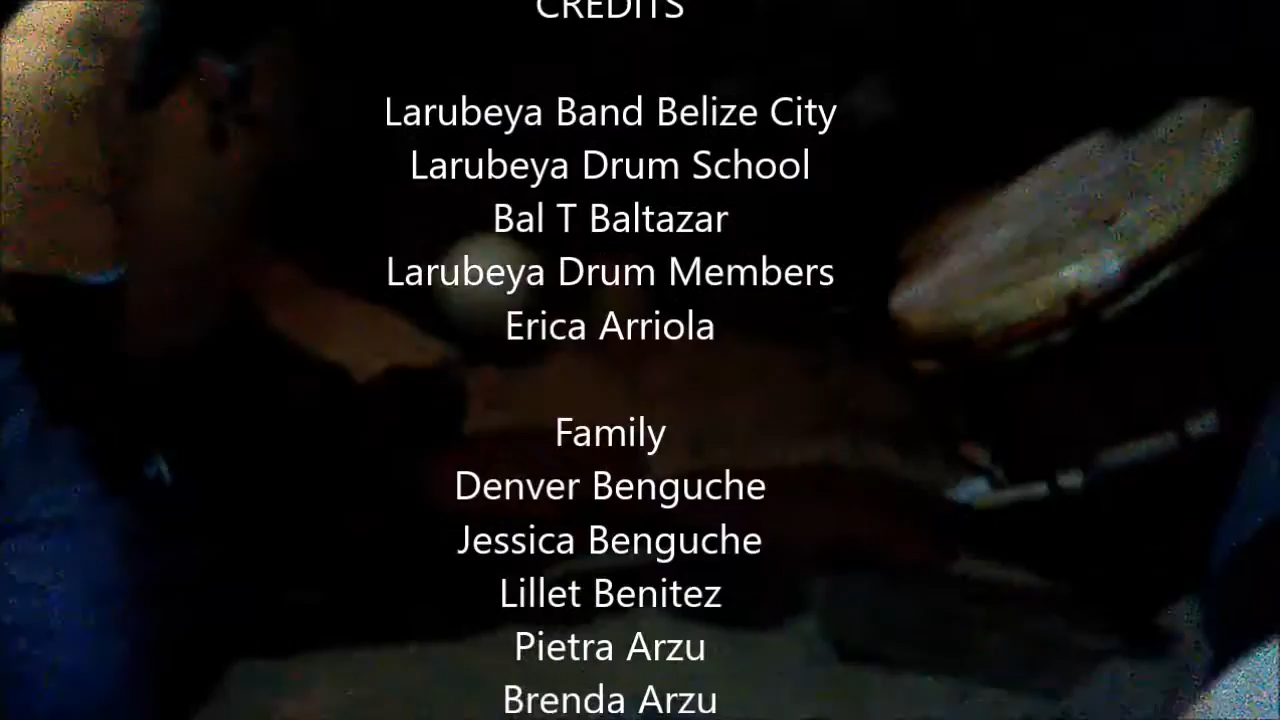 CREDITS
Larubeya Band Belize City
Larubeya Drum School
Bal T Baltazar
Larubeya Drum Members
Erica Arriola
Family
Denver Benguche
Jessica Benguche
Lillet Benitez
Pietra Arzu
Brenda Arzu